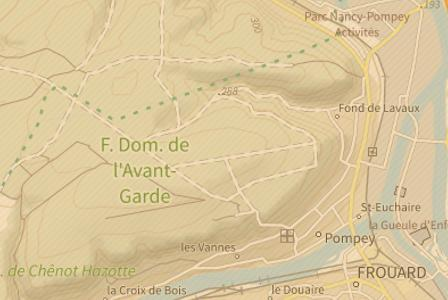 193
300
Parc Nancy-Pompey
Activités
288
Fond de Lavaux
F. Dom. de
l'Avant-
Garde
St-Euchaire
la Gueule d'Enf
Pompey
les Vannes
. de Chênot Hazotte
FROUARD
la Croix de Bois
le Douaire